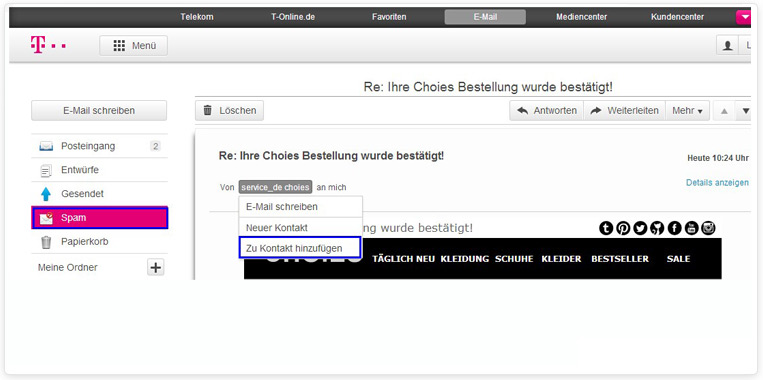 Telekom T-Online.de Favoriten E-Mail Mediencenter Kundencenter
T Menü
Re: Ihre Choies Bestellung wurde bestätigt!
E-Mail schreiben Löschen Antworten Weiterleiten Mehr
Posteingang 2
Entwürfe
Gesendet
Spam
Papierkorb
Meine Ordner +
Re: Ihre Choies Bestellung wurde bestätigt! Heute 10:24 Uhr
Von service_de choies an mich Details anzeigen
E-Mail schreiben
Neuer Kontakt
Zu Kontakt hinzufügen
ng wurde bestätigt!
TÄGLICH NEU KLEIDUNG SCHUHE KLEIDER BESTSELLER SALE